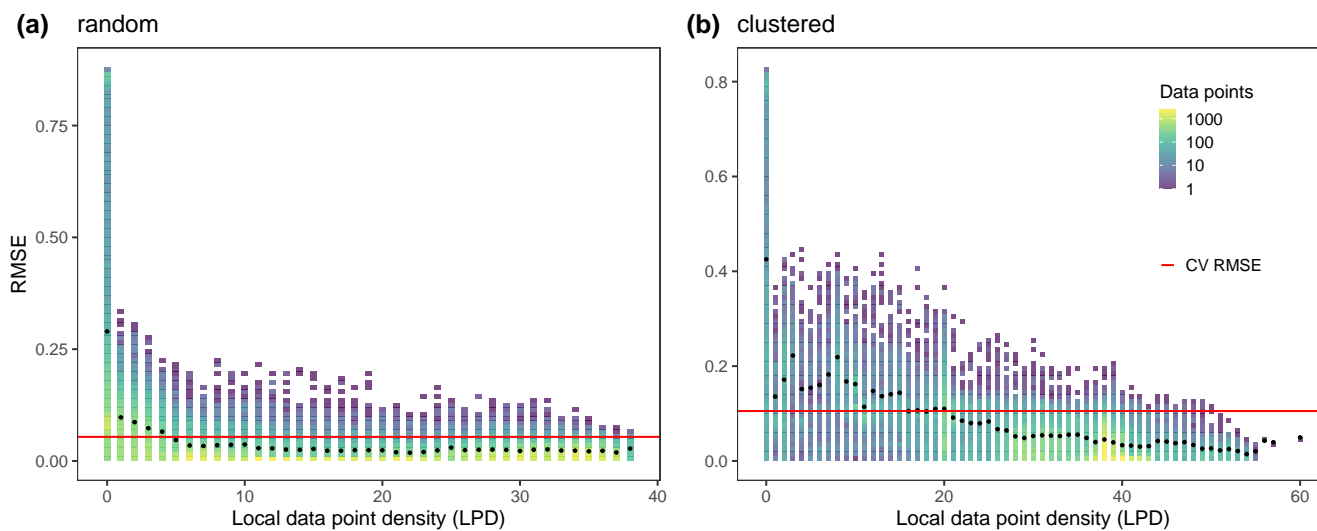 (a) random
RMSE
0.75
0.50
0.25
0.00
0 10 20 30 40
Local data point density (LPD)
(b) clustered
0.8
0.6
0.4
0.2
0.0
0 20 40 60
Local data point density (LPD)
Data points
1000
100
10
1
CV RMSE